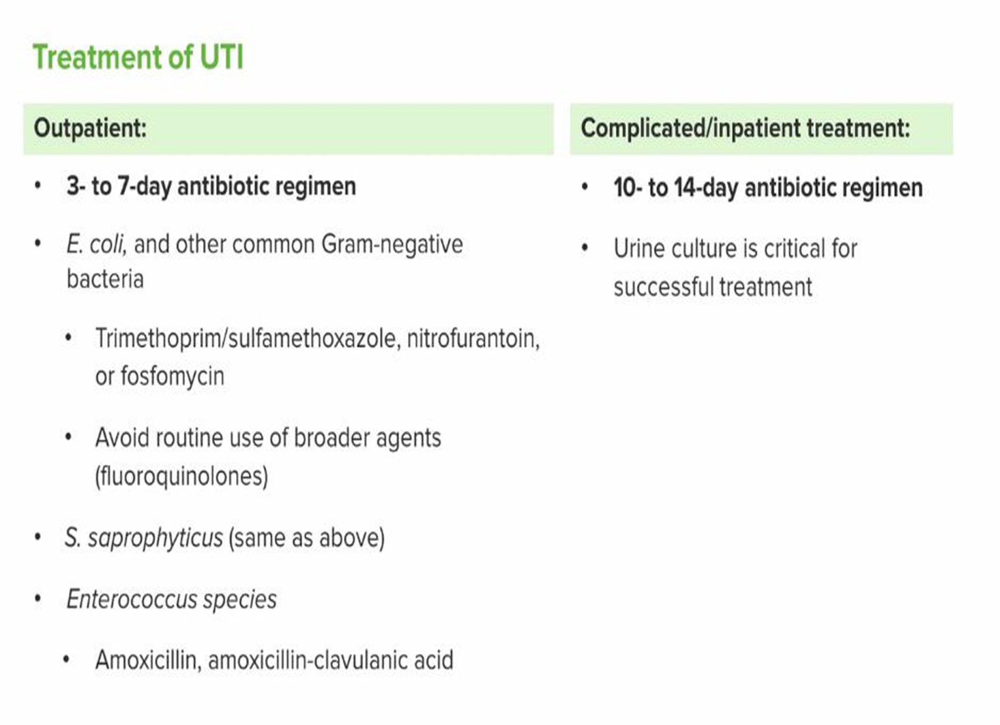 Treatment of UTI
Outpatient:
• 3- to 7-day antibiotic regimen
• E. coli, and other common Gram-negative
bacteria
• Trimethoprim/sulfamethoxazole, nitrofurantoin,
or fosfomycin
• Avoid routine use of broader agents
(fluoroquinolones)
• S. saprophyticus (same as above)
• Enterococcus species
• Amoxicillin, amoxicillin-clavulanic acid
Complicated/inpatient treatment:
• 10- to 14-day antibiotic regimen
• Urine culture is critical for
successful treatment